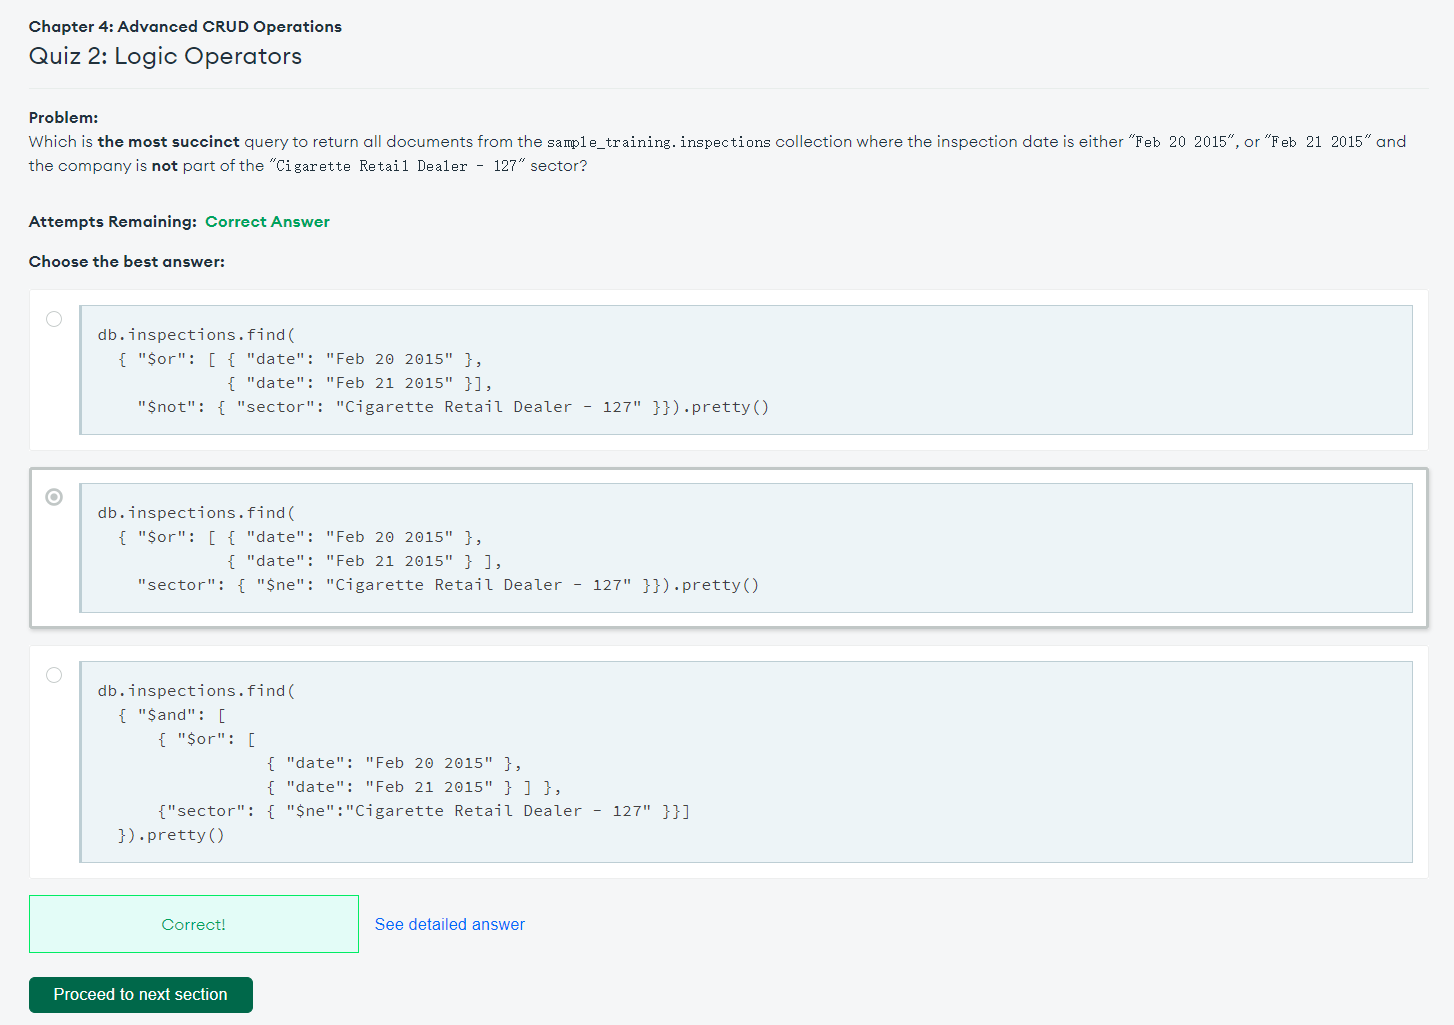 Chapter 4: Advanced CRUD Operations
Quiz 2: Logic Operators
Problem:
Which is the most succinct query to return all documents from the sample_training.inspections collection where the inspection date is either "Feb 20 2015", or "Feb 21 2015" and
the company is not part of the "Cigarette Retail Dealer - 127" sector?
Attempts Remaining: Correct Answer
Choose the best answer:
db.inspections.find(
  { "$or": [ { "date": "Feb 20 2015" },
             { "date": "Feb 21 2015" }],
    "$not": { "sector": "Cigarette Retail Dealer - 127" }}).pretty()
db.inspections.find(
  { "$or": [ { "date": "Feb 20 2015" },
             { "date": "Feb 21 2015" } ],
    "sector": { "$ne": "Cigarette Retail Dealer - 127" }}).pretty()
db.inspections.find(
  { "$and": [
      { "$or": [
                 { "date": "Feb 20 2015" },
                 { "date": "Feb 21 2015" } ] },
      {"sector": { "$ne":"Cigarette Retail Dealer - 127" }}]
  }).pretty()
Correct! See detailed answer
Proceed to next section